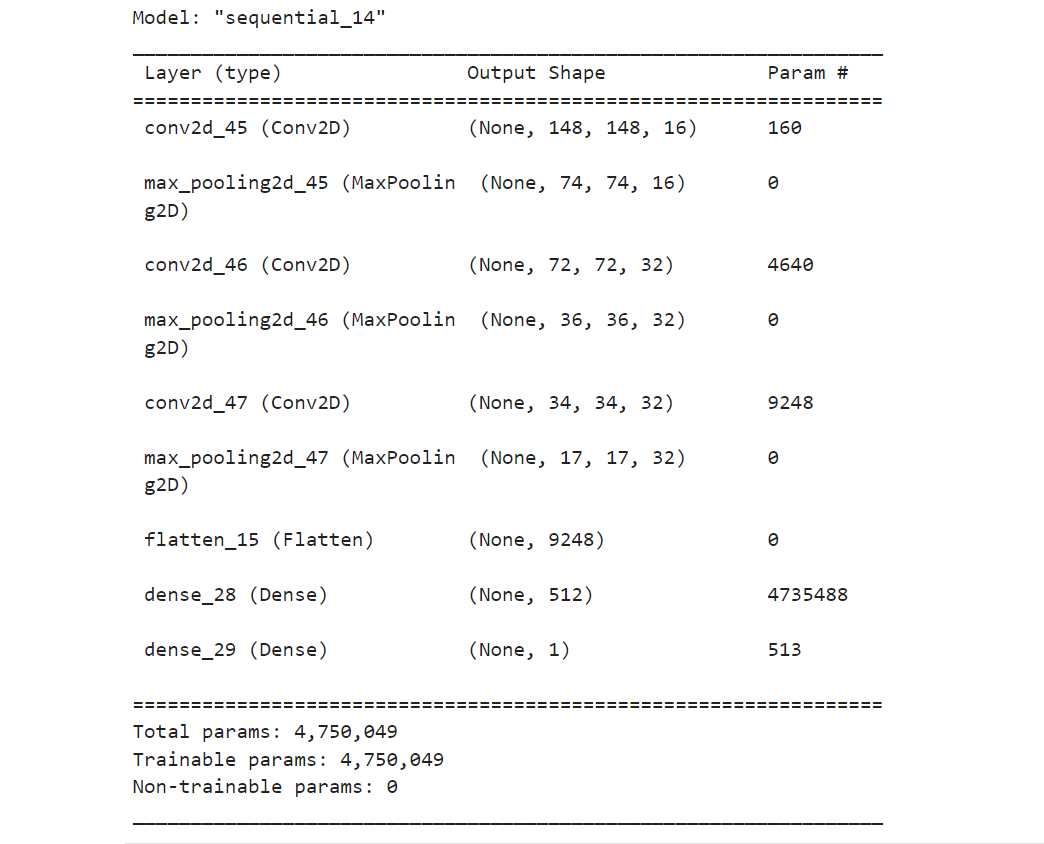 Model: "sequential_14"
_________________________________________________________________
Layer (type) Output Shape Param #
=================================================================
conv2d_45 (Conv2D) (None, 148, 148, 16) 160
max_pooling2d_45 (MaxPoolin (None, 74, 74, 16) 0
g2D)
conv2d_46 (Conv2D) (None, 72, 72, 32) 4640
max_pooling2d_46 (MaxPoolin (None, 36, 36, 32) 0
g2D)
conv2d_47 (Conv2D) (None, 34, 34, 32) 9248
max_pooling2d_47 (MaxPoolin (None, 17, 17, 32) 0
g2D)
flatten_15 (Flatten) (None, 9248) 0
dense_28 (Dense) (None, 512) 4735488
dense_29 (Dense) (None, 1) 513
=================================================================
Total params: 4,750,049
Trainable params: 4,750,049
Non-trainable params: 0
_________________________________________________________________